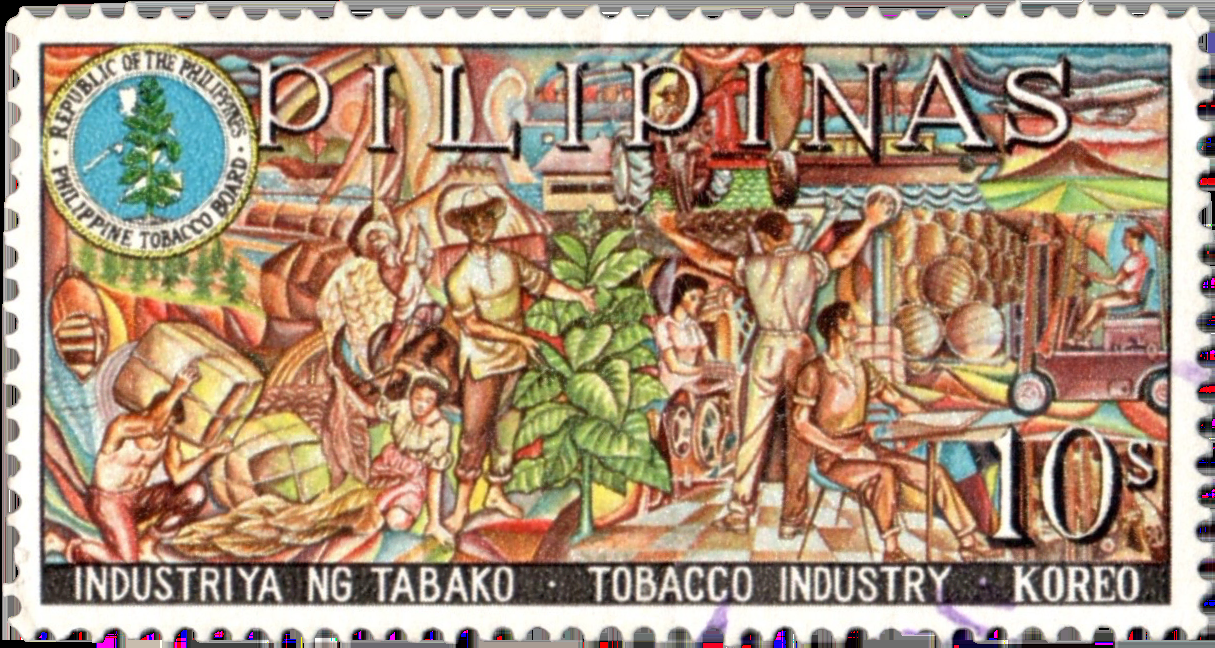 REPUBLIC OF THE PHILIPPINES
· PHILIPPINE TOBACCO BOARD ·
PILIPINAS
10s
INDUSTRIYA NG TABAKO · TOBACCO INDUSTRY · KOREO